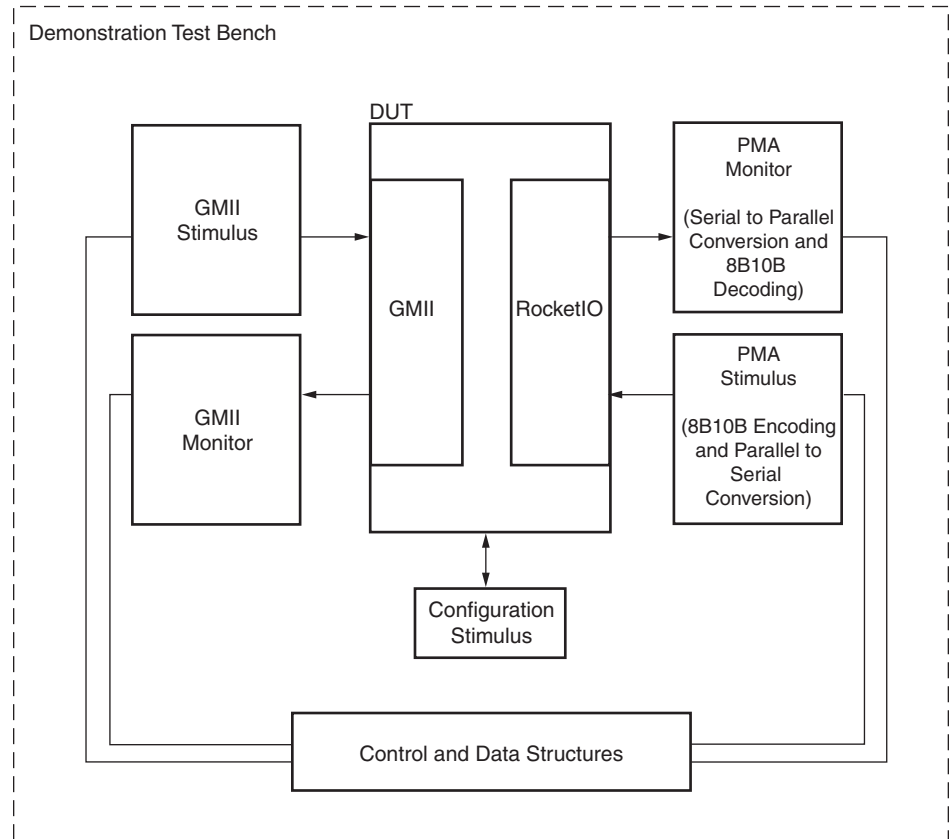 Demonstration Test Bench
DUT
GMII
Stimulus
GMII
Monitor
GMII
RocketIO
PMA
Monitor
(Serial to Parallel
Conversion and
8B10B
Decoding)
PMA
Stimulus
(8B10B Encoding
and Parallel to
Serial
Conversion)
Configuration
Stimulus
Control and Data Structures